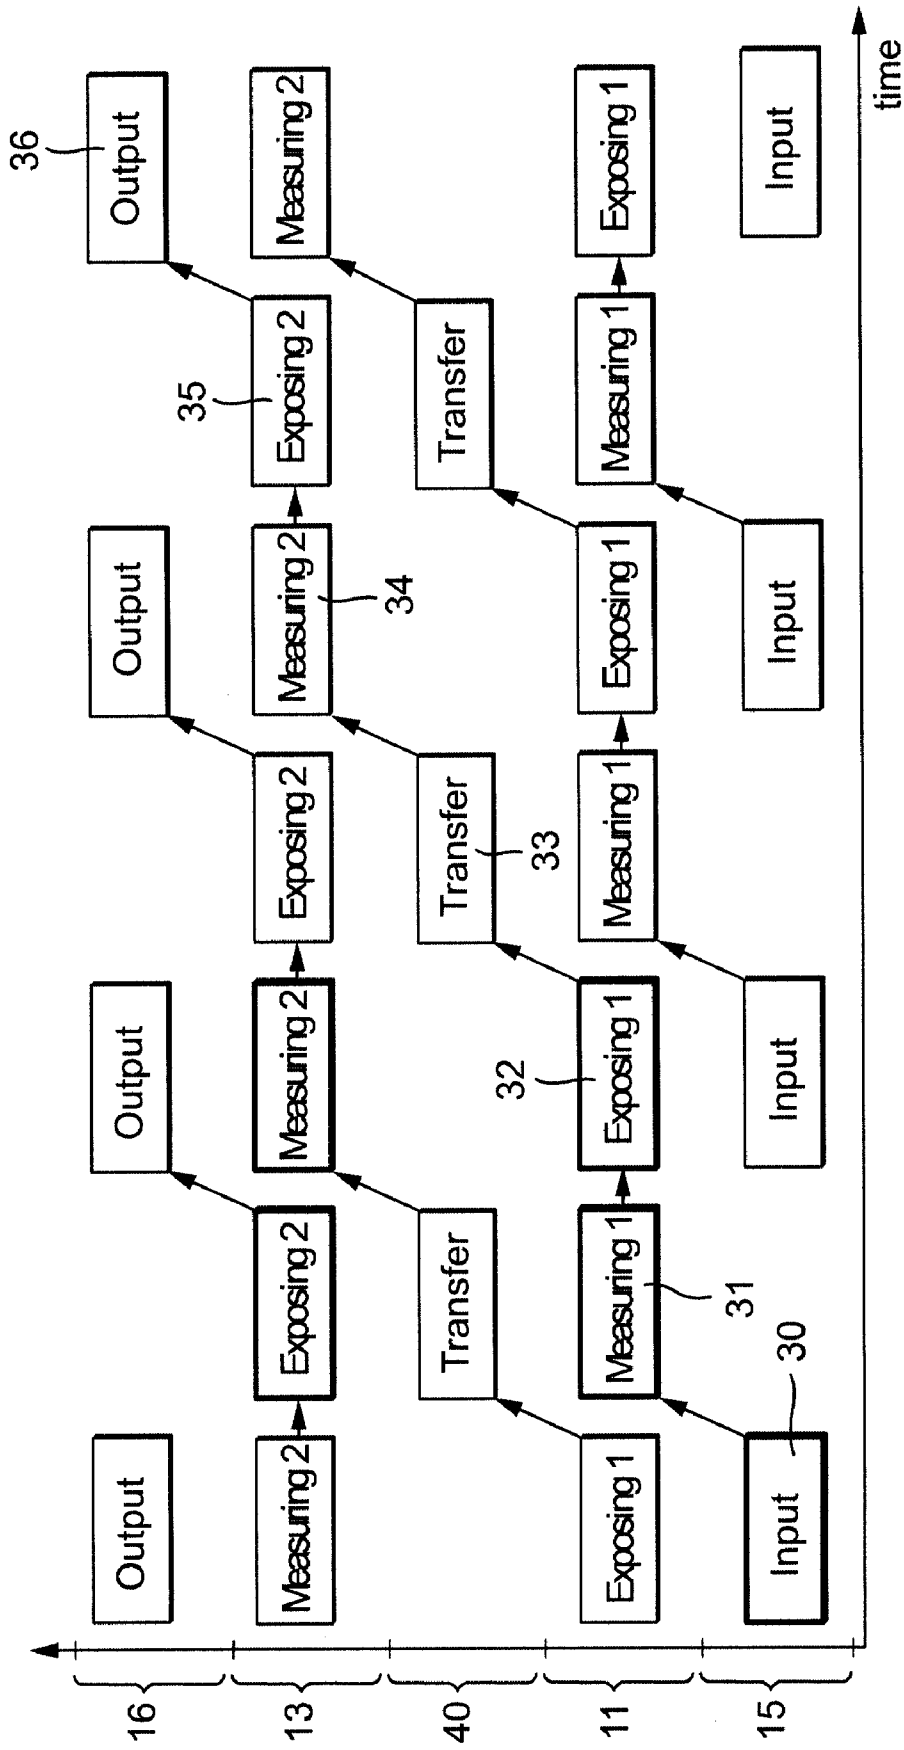 16
Output
Output
Output
Output
36
13
Measuring 2
Exposing 2
Measuring 2
Exposing 2
Measuring 2
Exposing 2
Measuring 2
35
34
40
Transfer
Transfer
Transfer
33
11
Exposing 1
Measuring 1
Exposing 1
Measuring 1
Exposing 1
Measuring 1
Exposing 1
32
31
15
Input
Input
Input
Input
30
time